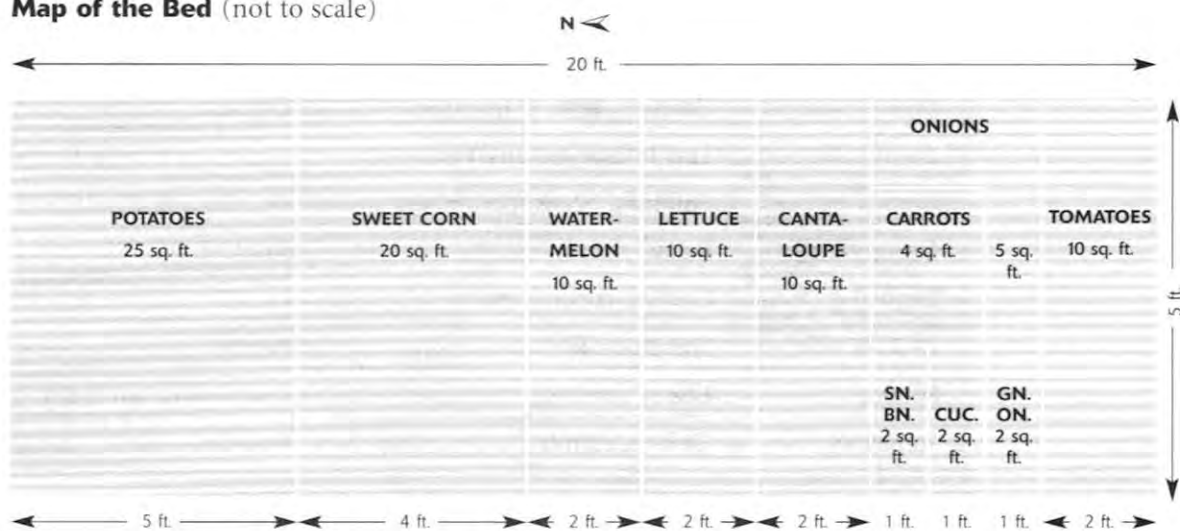 Map of the Bed (not to scale)
N
20 ft.
ONIONS
POTATOES
25 sq. ft.
SWEET CORN
20 sq. ft.
WATER-
MELON
10 sq. ft.
LETTUCE
10 sq. ft.
CANTA-
LOUPE
10 sq. ft.
CARROTS
4 sq. ft.
5 sq.
ft.
TOMATOES
10 sq. ft.
5 ft.
SN.
BN.
2 sq.
ft.
CUC.
2 sq.
ft.
GN.
ON.
2 sq.
ft.
5 ft.
4 ft.
2 ft.
2 ft.
2 ft.
1 ft.
1 ft.
1 ft.
2 ft.